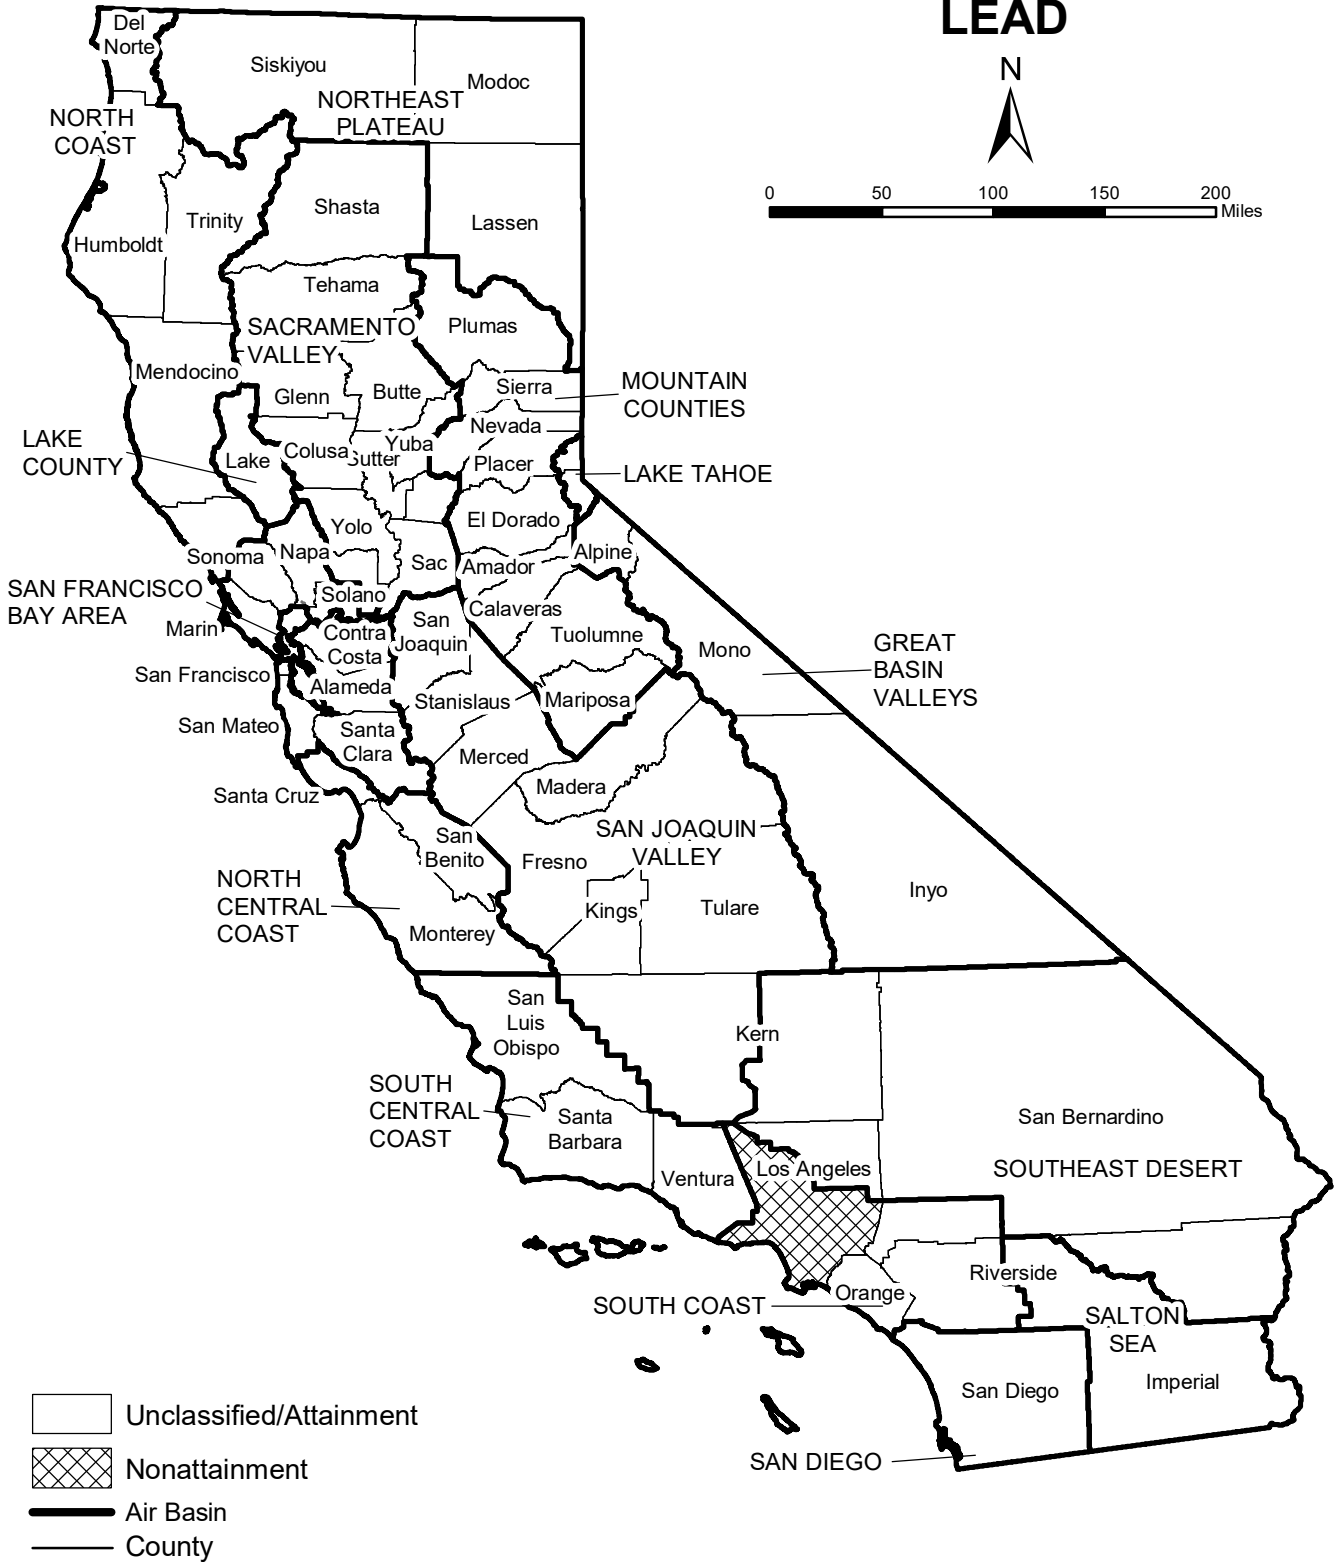 LEAD
N
0 50 100 150 200
Miles
Del
Norte
Siskiyou
Modoc
NORTHEAST
PLATEAU
NORTH
COAST
Shasta
Trinity
Lassen
Humboldt
Tehama
SACRAMENTO
VALLEY
Plumas
Mendocino
Glenn
Butte
Sierra
MOUNTAIN
COUNTIES
Nevada
LAKE
COUNTY
Lake
Colusa
Sutter
Yuba
Placer
LAKE TAHOE
Yolo
El Dorado
Sonoma
Napa
Sac
Amador
Alpine
SAN FRANCISCO
BAY AREA
Solano
Calaveras
Marin
Contra
Costa
San
Joaquin
Tuolumne
Mono
GREAT
BASIN
VALLEYS
San Francisco
Alameda
Stanislaus
Mariposa
San Mateo
Santa
Clara
Merced
Madera
Santa Cruz
San
Benito
SAN JOAQUIN
VALLEY
Fresno
NORTH
CENTRAL
COAST
Kings
Tulare
Inyo
Monterey
San
Luis
Obispo
Kern
SOUTH
CENTRAL
COAST
Santa
Barbara
San Bernardino
Ventura
Los Angeles
SOUTHEAST DESERT
Riverside
Orange
SOUTH COAST
SALTON
SEA
San Diego
Imperial
SAN DIEGO
Unclassified/Attainment
Nonattainment
Air Basin
County